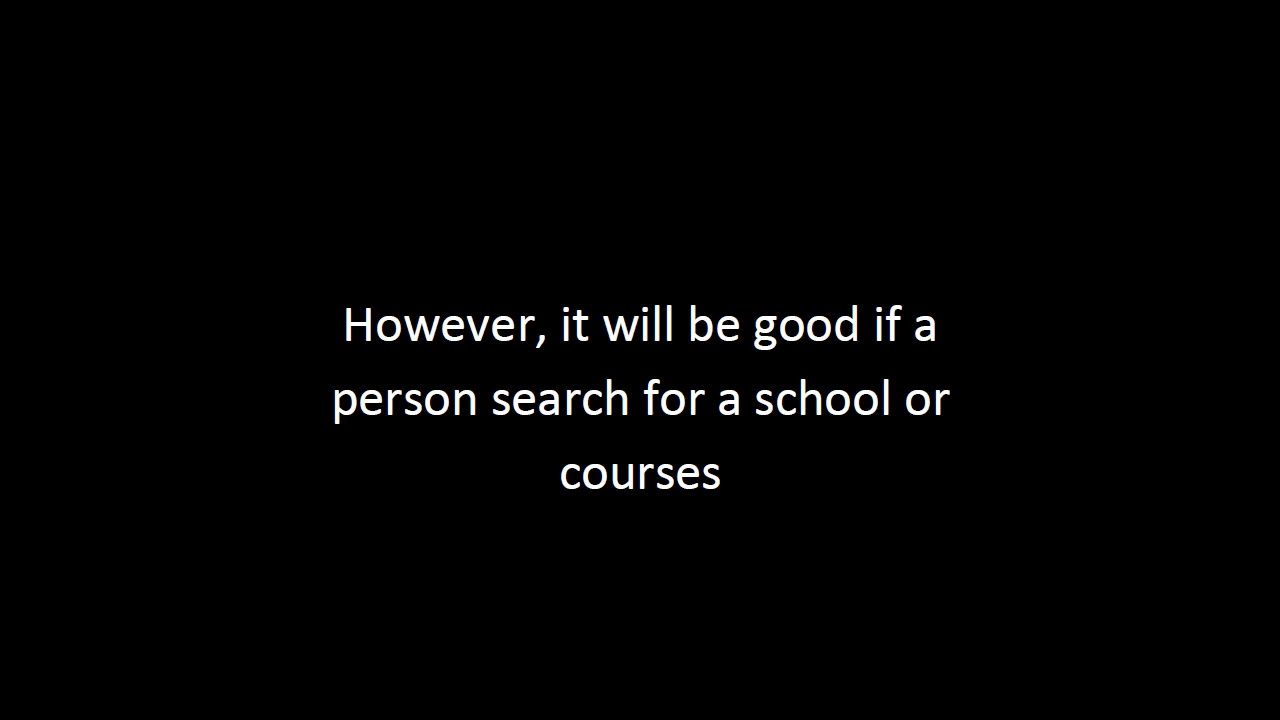 However, it will be good if a
person search for a school or
courses